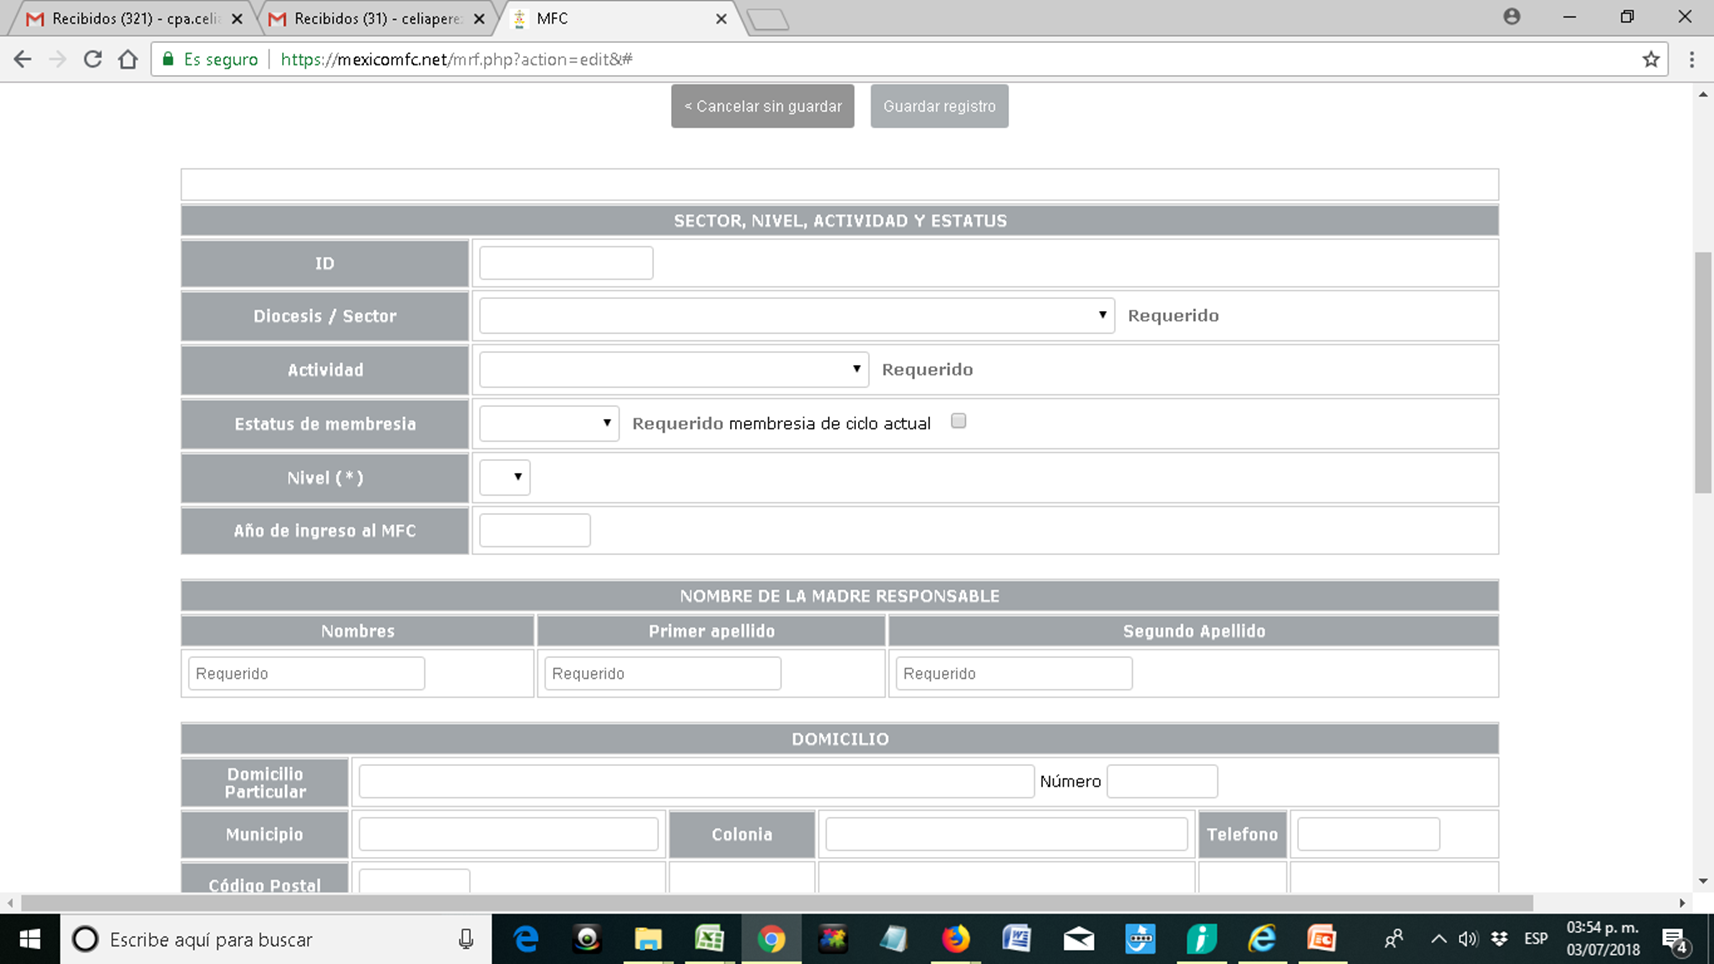 Recibidos (321) - cpa.celi
Recibidos (31) - celiapere
MFC
Es seguro
https://mexicomfc.net/mrf.php?action=edit&#
< Cancelar sin guardar
Guardar registro
SECTOR, NIVEL, ACTIVIDAD Y ESTATUS
ID
Diocesis / Sector
Requerido
Actividad
Requerido
Estatus de membresia
Requerido membresia de ciclo actual
Nivel (*)
Año de ingreso al MFC
NOMBRE DE LA MADRE RESPONSABLE
Nombres
Primer apellido
Segundo Apellido
Requerido
Requerido
Requerido
DOMICILIO
Domicilio
Particular
Número
Municipio
Colonia
Telefono
Código Postal
Escribe aquí para buscar
ESP
03:54 p. m.
03/07/2018
4